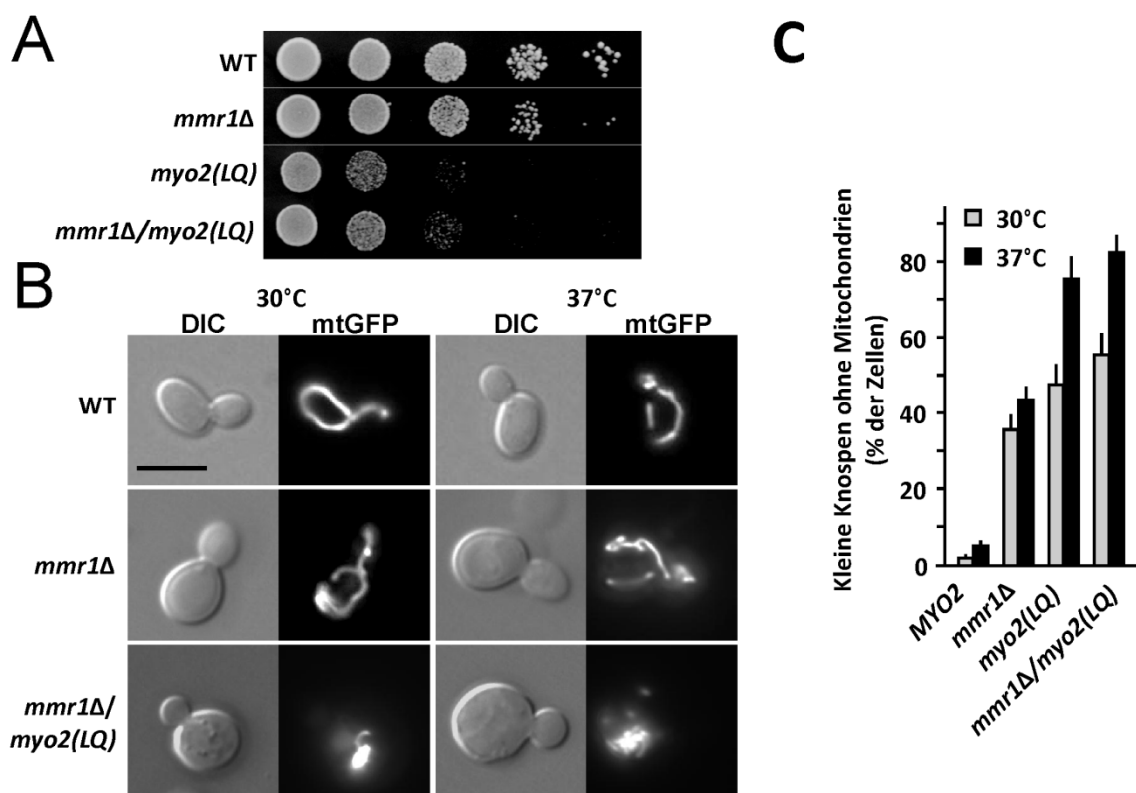 A
WT
mmr1Δ
myo2(LQ)
mmr1Δ/myo2(LQ)
B
30°C
37°C
DIC
mtGFP
DIC
mtGFP
WT
mmr1Δ
mmr1Δ/
myo2(LQ)
C
Kleine Knospen ohne Mitochondrien
(% der Zellen)
30°C
37°C
80
60
40
20
0
MYO2
mmr1Δ
myo2(LQ)
mmr1Δ/myo2(LQ)